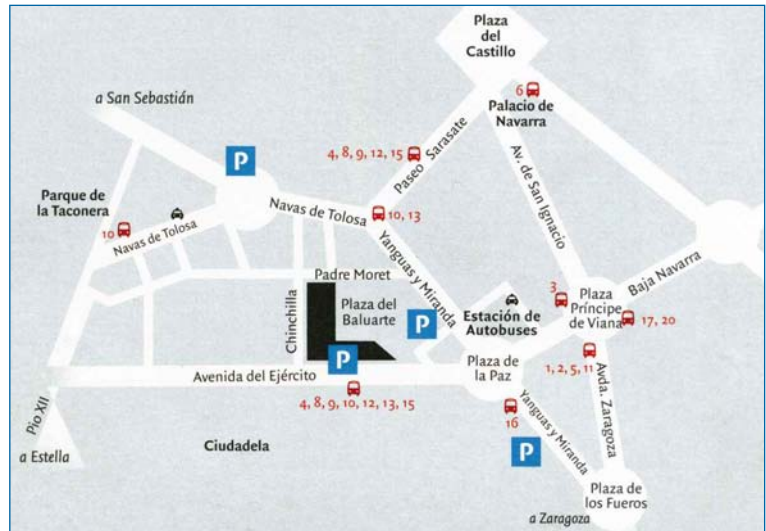 Plaza
del
Castillo
a San Sebastián
6
Palacio de
Navarra
P
4, 8, 9, 12, 15
Paseo Sarasate
Parque de
la Taconera
10
Navas de Tolosa
Navas de Tolosa
10, 13
Av. de San Ignacio
Yanguas y Miranda
Padre Moret
Chinchilla
Plaza del
Baluarte
P
Estación de
Autobuses
3
Plaza
Príncipe
de Viana
Baja Navarra
17, 20
P
Avenida del Ejército
4, 8, 9, 10, 12, 13, 15
Plaza de
la Paz
1, 2, 5, 11
Avda. Zaragoza
Pio XII
a Estella
Ciudadela
16
Yanguas y Miranda
P
Plaza de
los Fueros
a Zaragoza